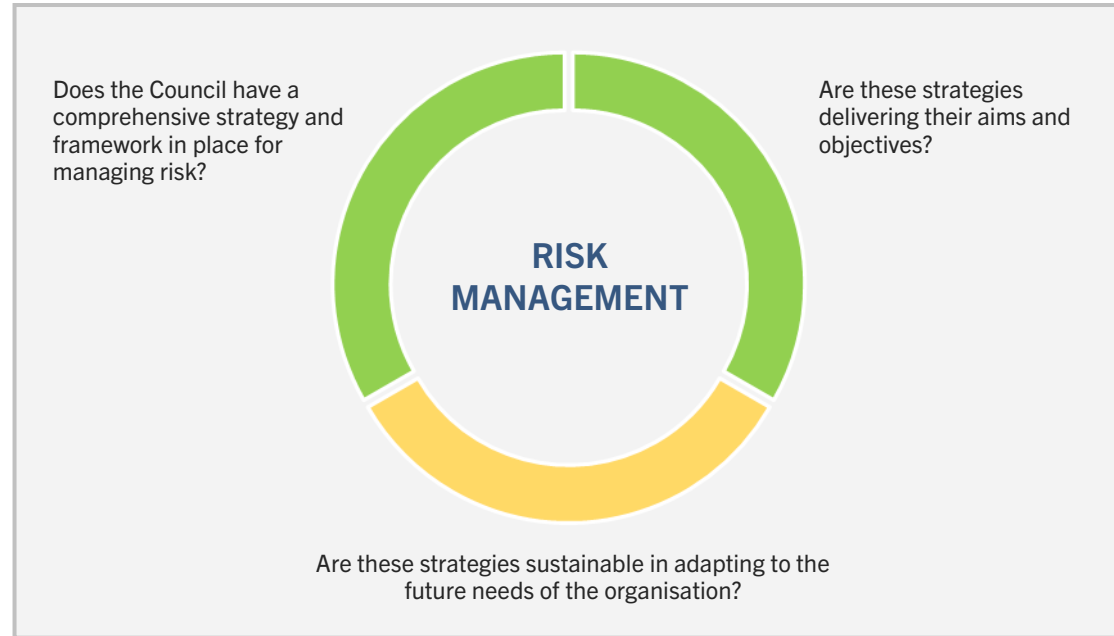 Does the Council have a
comprehensive strategy and
framework in place for
managing risk?
Are these strategies
delivering their aims and
objectives?
RISK
MANAGEMENT
Are these strategies sustainable in adapting to the
future needs of the organisation?